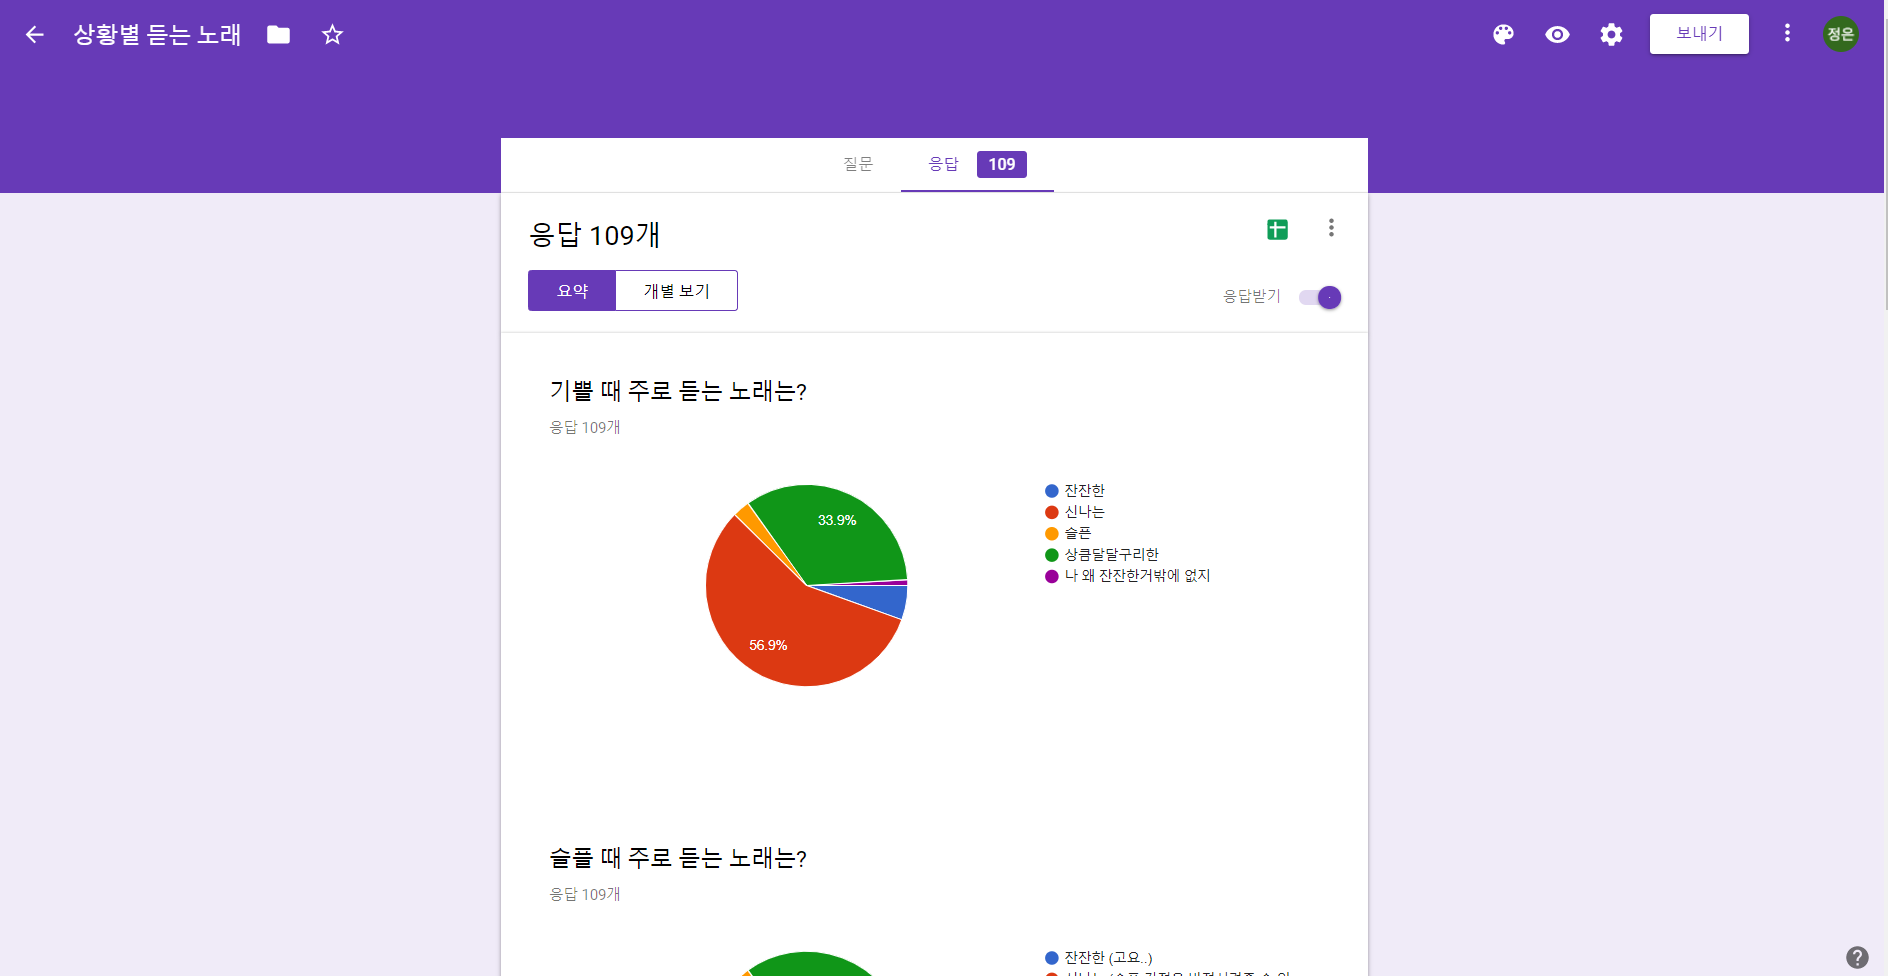 상황별 듣는 노래
보내기
정은
질문
응답 109
응답 109개
요약
개별 보기
응답받기
기쁠 때 주로 듣는 노래는?
응답 109개
33.9%
56.9%
잔잔한
신나는
슬픈
상큼달달구리한
나 왜 잔잔한거밖에 없지
슬플 때 주로 듣는 노래는?
응답 109개
잔잔한 (고요..)